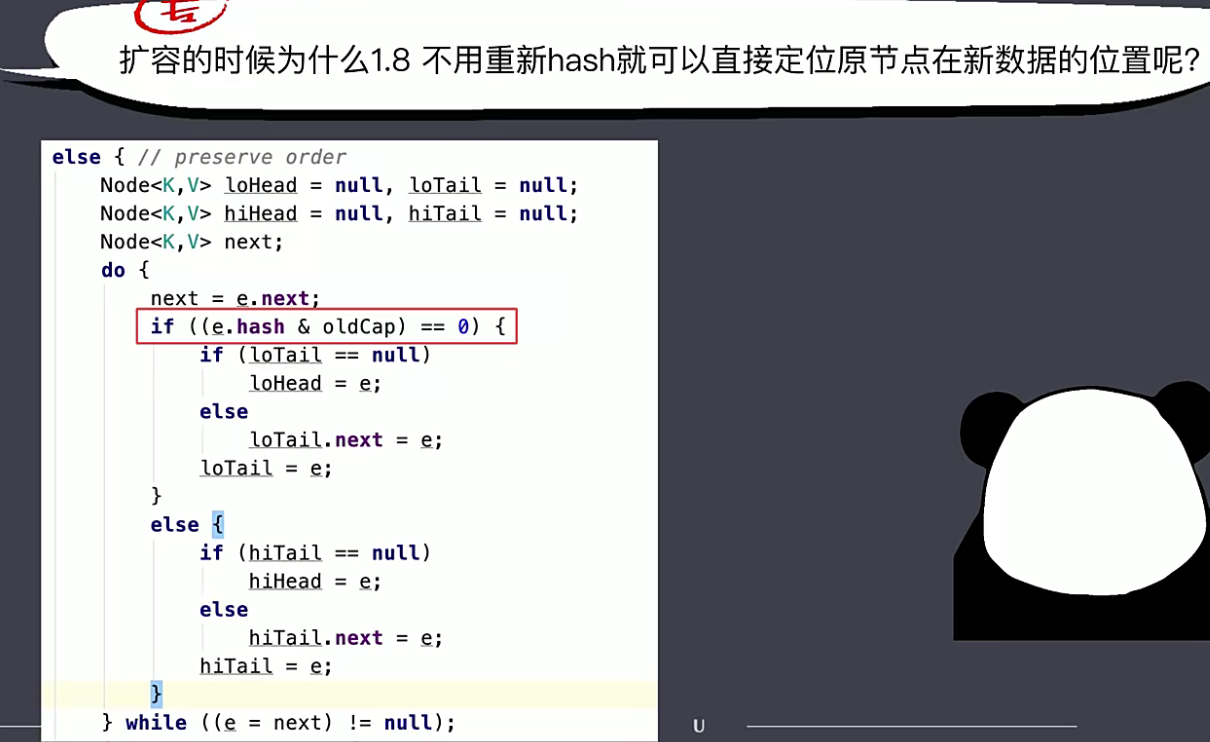 扩容的时候为什么1.8 不用重新hash就可以直接定位原节点在新数据的位置呢?
else { // preserve order
Node<K,V> loHead = null, loTail = null;
Node<K,V> hiHead = null, hiTail = null;
Node<K,V> next;
do {
next = e.next;
if ((e.hash & oldCap) == 0) {
if (loTail == null)
loHead = e;
else
loTail.next = e;
loTail = e;
}
else {
if (hiTail == null)
hiHead = e;
else
hiTail.next = e;
hiTail = e;
}
} while ((e = next) != null);
U